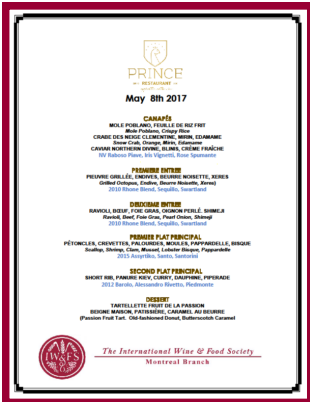 PRINCE
RESTAURANT
May 8th 2017
CANAPÉS
MOLE POBLANO, FEUILLE DE RIZ FRIT
Mole Poblano, Crispy Rice
CRABE DES NEIGE CLEMENTINE, MIRIN, EDAMAME
Snow Crab, Orange, Mirin, Edamame
CAVIAR NORTHERN DIVINE, BLINIS, CRÈME FRAÎCHE
NV Raboso Piave, Iris Vignetti, Rose Spumante
PREMIERE ENTREE
PIEUVRE GRILLÉE, ENDIVES, BEURRE NOISETTE, XERES
Grilled Octopus, Endive, Beurre Noisette, Xeres)
2010 Rhone Blend, Sequillo, Swartland
DEUXIEME ENTREE
RAVIOLI, BŒUF, FOIE GRAS, OIGNON PERLÉ, SHIMEJI
Ravioli, Beef, Foie Gras, Pearl Onion, Shimeji
2010 Rhone Blend, Sequillo, Swartland
PREMIER PLAT PRINCIPAL
PÉTONCLES, CREVETTES, PALOURDES, MOULES, PAPPARDELLE, BISQUE
Scallop, Shrimp, Clam, Mussel, Lobster Bisque, Pappardelle
2015 Assyrtiko, Santo, Santorini
SECOND PLAT PRINCIPAL
SHORT RIB, PANURE KIEV, CURRY, DAUPHINE, PIPERADE
2012 Barolo, Alessandro Rivetto, Piedmonte
DESSERT
TARTELLETTE FRUIT DE LA PASSION
BEIGNE MAISON, PATISSIÈRE, CARAMEL AU BEURRE
(Passion Fruit Tart. Old-fashioned Donut, Butterscotch Caramel
IW&FS
The International Wine & Food Society
Montreal Branch